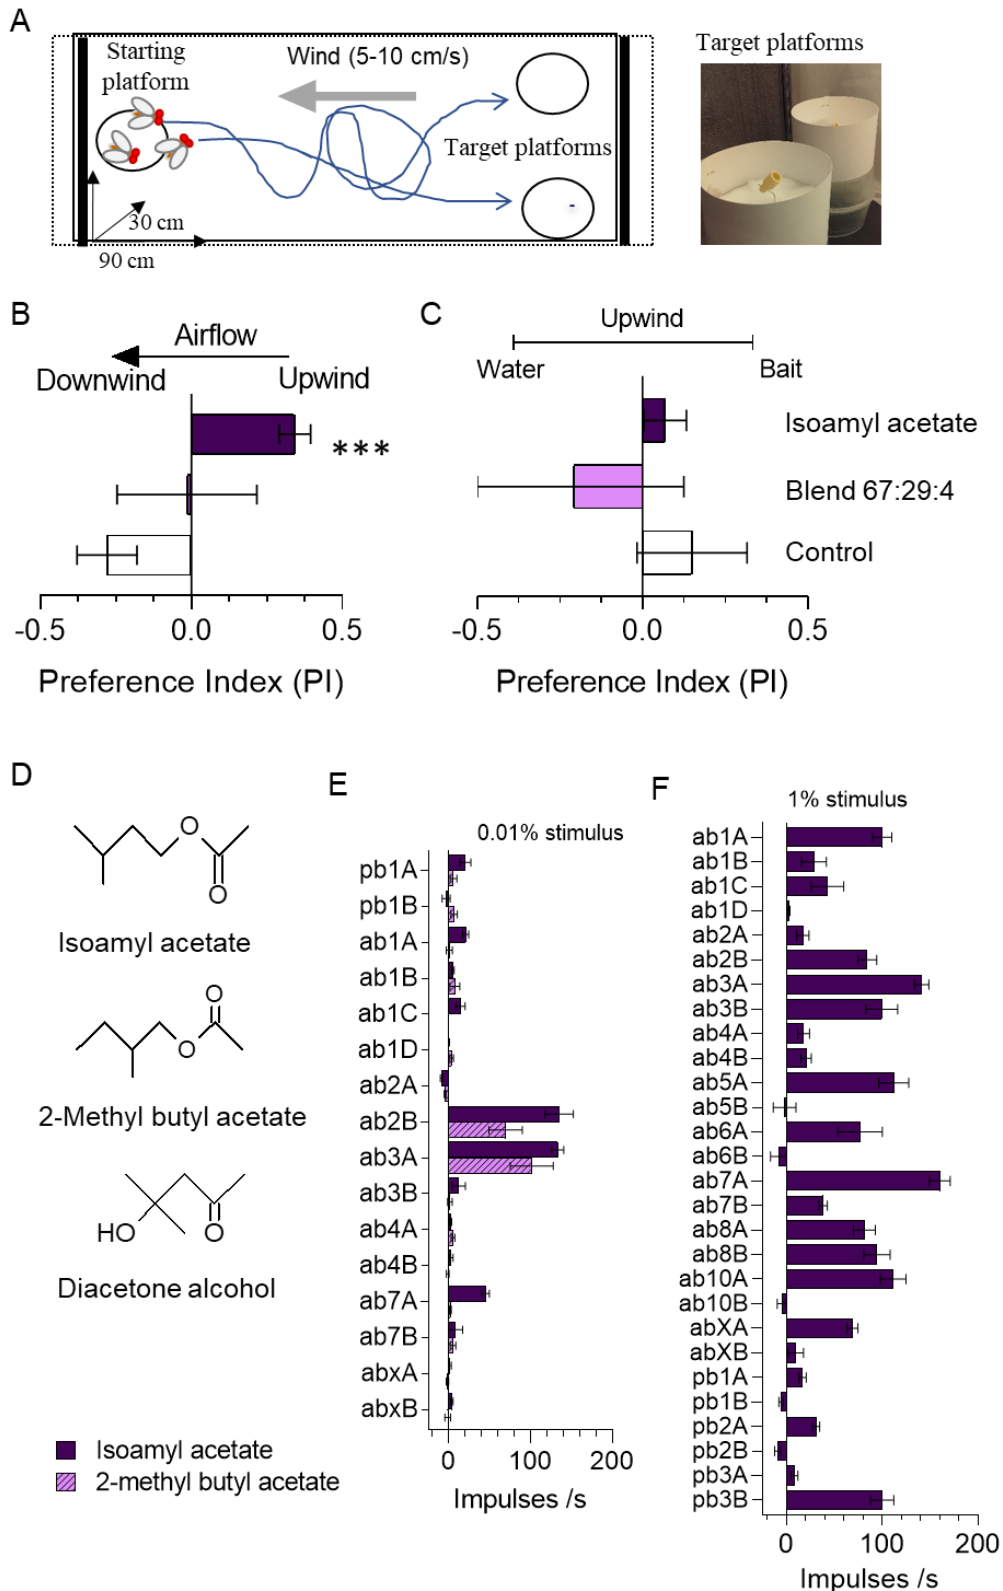 A
Starting
platform
Wind (5-10 cm/s)
Target platforms
30 cm
90 cm
Target platforms
B
Airflow
Downwind
Upwind
***
-0.5
0.0
0.5
Preference Index (PI)
C
Upwind
Water
Bait
Isoamyl acetate
Blend 67:29:4
Control
-0.5
0.0
0.5
Preference Index (PI)
D
O
O
Isoamyl acetate
O
O
2-Methyl butyl acetate
HO
O
Diacetone alcohol
Isoamyl acetate
2-methyl butyl acetate
E
0.01% stimulus
pb1A
pb1B
ab1A
ab1B
ab1C
ab1D
ab2A
ab2B
ab3A
ab3B
ab4A
ab4B
ab7A
ab7B
abxA
abxB
0
100
200
Impulses /s
F
1% stimulus
ab1A
ab1B
ab1C
ab1D
ab2A
ab2B
ab3A
ab3B
ab4A
ab4B
ab5A
ab5B
ab6A
ab6B
ab7A
ab7B
ab8A
ab8B
ab10A
ab10B
abXA
abXB
pb1A
pb1B
pb2A
pb2B
pb3A
pb3B
0
100
200
Impulses /s